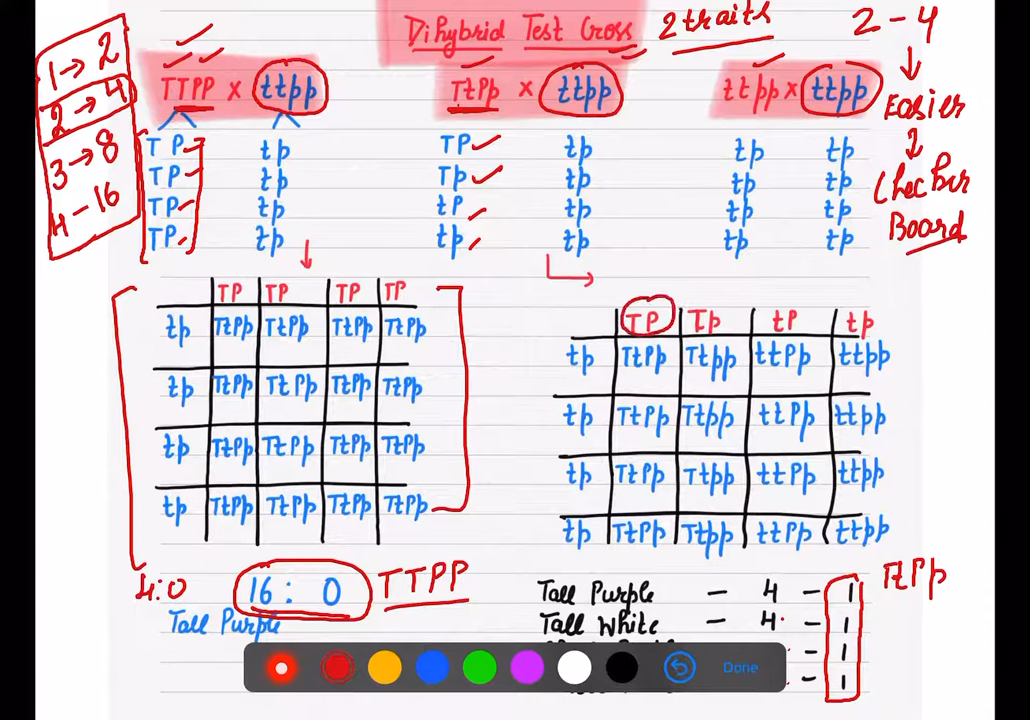 Dihybrid Test Cross 2 traits
2 - 4
Easier
Checker
Board
1 → 2
2 → 4
3 → 8
4 - 16
TTPP × ttpp
TtPp × ttpp
ttpp × ttpp
TP tp
TP tp
TP tp
TP tp
TP tp
Tp tp
tP tp
tp tp
tp tp
tp tp
tp tp
tp tp
TP TP TP TP
tp TtPp TtPp TtPp TtPp
tp TtPp TtPp TtPp TtPp
tp TtPp TtPp TtPp TtPp
tp TtPp TtPp TtPp TtPp
TP Tp tP tp
tp TtPp Ttpp ttPp ttpp
tp TtPp Ttpp ttPp ttpp
tp TtPp Ttpp ttPp ttpp
tp TtPp Ttpp ttPp ttpp
4:0 16 : 0 TTPP
Tall Purple
Tall Purple - 4 - 1
Tall White - 4 - 1
- 1
- 1
TtPp
Done